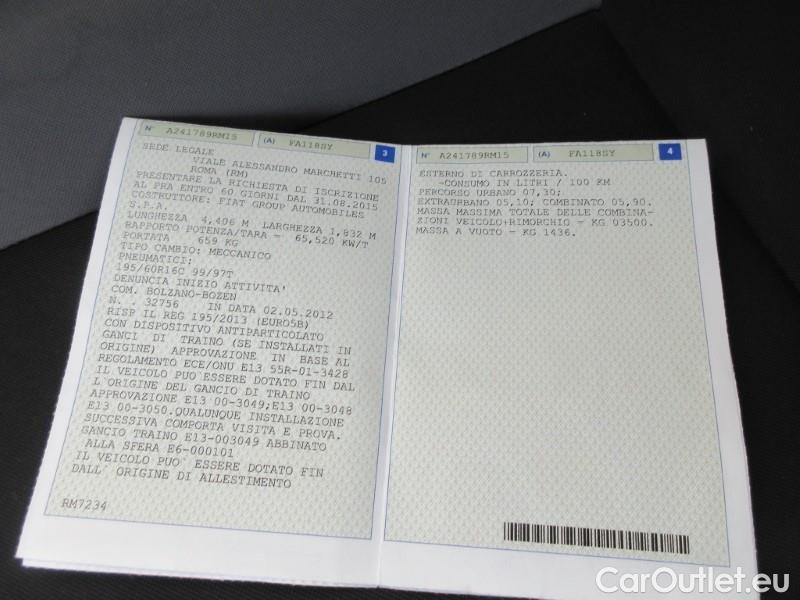 N° A241789RM15 (A) FA118SY 3
SEDE LEGALE
VIALE ALESSANDRO MARCHETTI 105
ROMA (RM)
PRESENTARE LA RICHIESTA DI ISCRIZIONE
AL PRA ENTRO 60 GIORNI DAL 31.08.2015
COSTRUTTORE: FIAT GROUP AUTOMOBILES
S.P.A.
LUNGHEZZA 4,406 M LARGHEZZA 1,832 M
RAPPORTO POTENZA/TARA = 65,520 KW/T
PORTATA 659 KG
TIPO CAMBIO: MECCANICO
PNEUMATICI:
195/60R16C 99/97T
DENUNCIA INIZIO ATTIVITA'
COM. BOLZANO-BOZEN
N. . 32756 IN DATA 02.05.2012
RISP IL REG 195/2013 (EURO5B)
CON DISPOSITIVO ANTIPARTICOLATO
GANCI DI TRAINO (SE INSTALLATI IN
ORIGINE) APPROVAZIONE IN BASE AL
REGOLAMENTO ECE/ONU E13 55R-01-3428
IL VEICOLO PUO`ESSERE DOTATO FIN DAL
L`ORIGINE DEL GANCIO DI TRAINO
APPROVAZIONE E13 00-3049;E13 00-3048
E13 00-3050.QUALUNQUE INSTALLAZIONE
SUCCESSIVA COMPORTA VISITA E PROVA.
GANCIO TRAINO E13-003049 ABBINATO
ALLA SFERA E6-000101
IL VEICOLO PUO` ESSERE DOTATO FIN
DALL` ORIGINE DI ALLESTIMENTO
RM7234
N° A241789RM15 (A) FA118SY 4
ESTERNO DI CARROZZERIA.
-CONSUMO IN LITRI / 100 KM
PERCORSO URBANO 07,30;
EXTRAURBANO 05,10; COMBINATO 05,90.
MASSA MASSIMA TOTALE DELLE COMBINA-
ZIONI VEICOLO+RIMORCHIO = KG 03500.
MASSA A VUOTO = KG 1436.
CarOutlet.eu